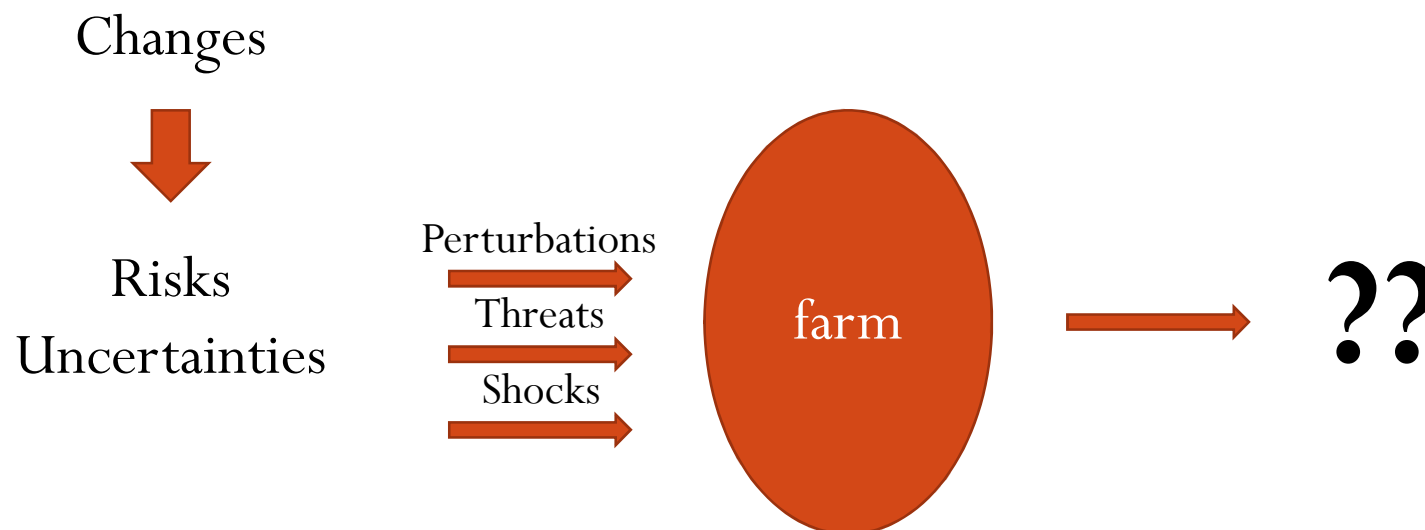 Changes
Risks
Uncertainties
Perturbations
Threats
Shocks
farm
??